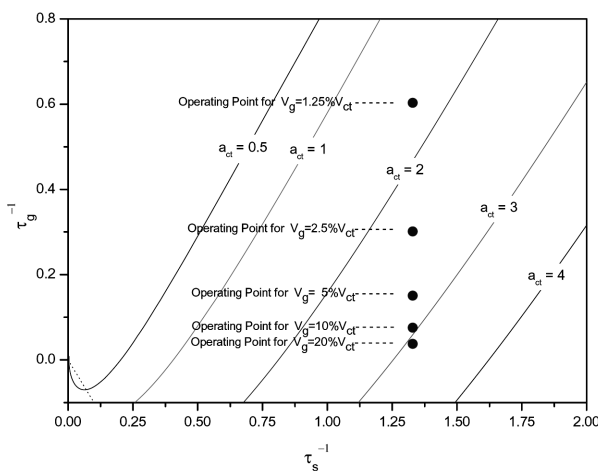 0.8
0.6
0.4
0.2
0.0
τg⁻¹
Operating Point for Vg=1.25%Vct
act = 0.5
act = 1
act = 2
Operating Point for Vg=2.5%Vct
act = 3
act = 4
Operating Point for Vg= 5%Vct
Operating Point for Vg=10%Vct
Operating Point for Vg=20%Vct
0.00 0.25 0.50 0.75 1.00 1.25 1.50 1.75 2.00
τs⁻¹